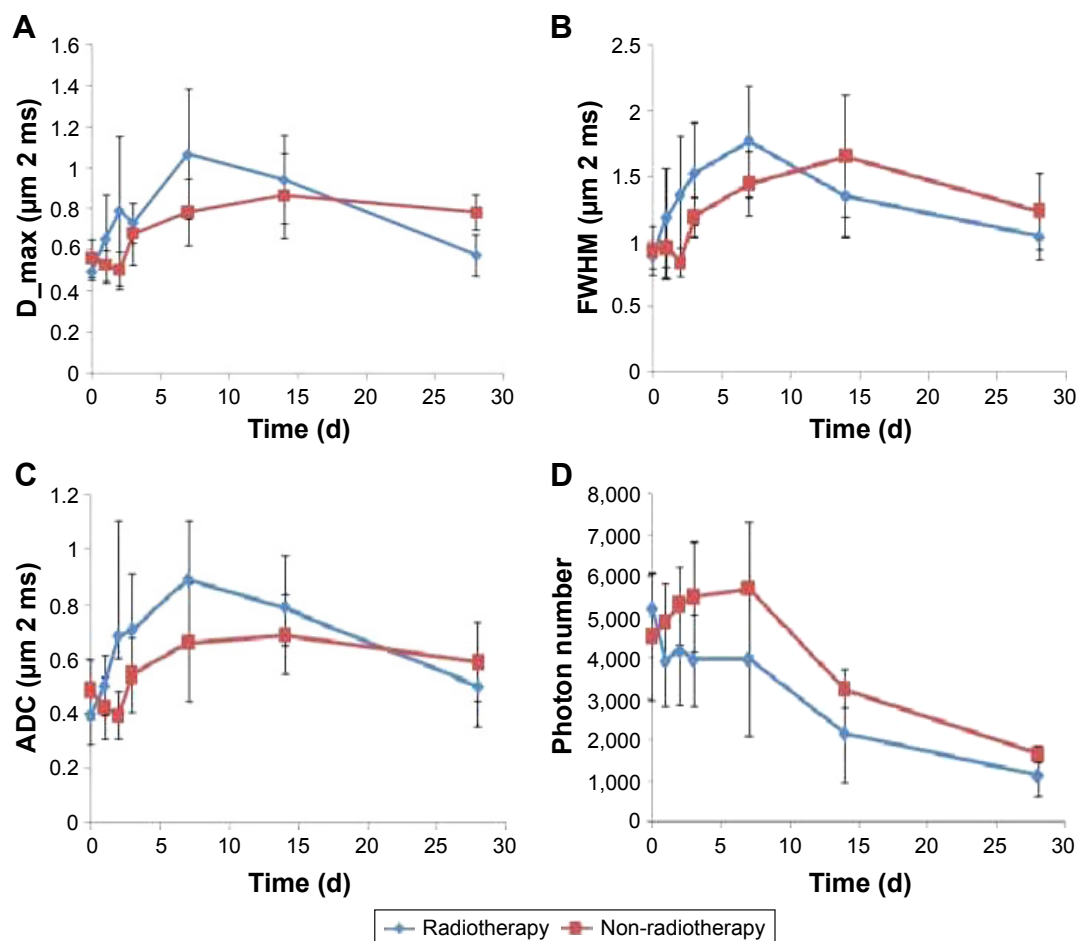 A
1.6
1.4
1.2
1
0.8
0.6
0.4
0.2
0
D_max (µm 2 ms)
0 5 10 15 20 25 30
Time (d)
B
2.5
2
1.5
1
0.5
0
FWHM (µm 2 ms)
0 5 10 15 20 25 30
Time (d)
C
1.2
1
0.8
0.6
0.4
0.2
0
ADC (µm 2 ms)
0 5 10 15 20 25 30
Time (d)
D
8,000
7,000
6,000
5,000
4,000
3,000
2,000
1,000
0
Photon number
0 5 10 15 20 25 30
Time (d)
Radiotherapy Non-radiotherapy